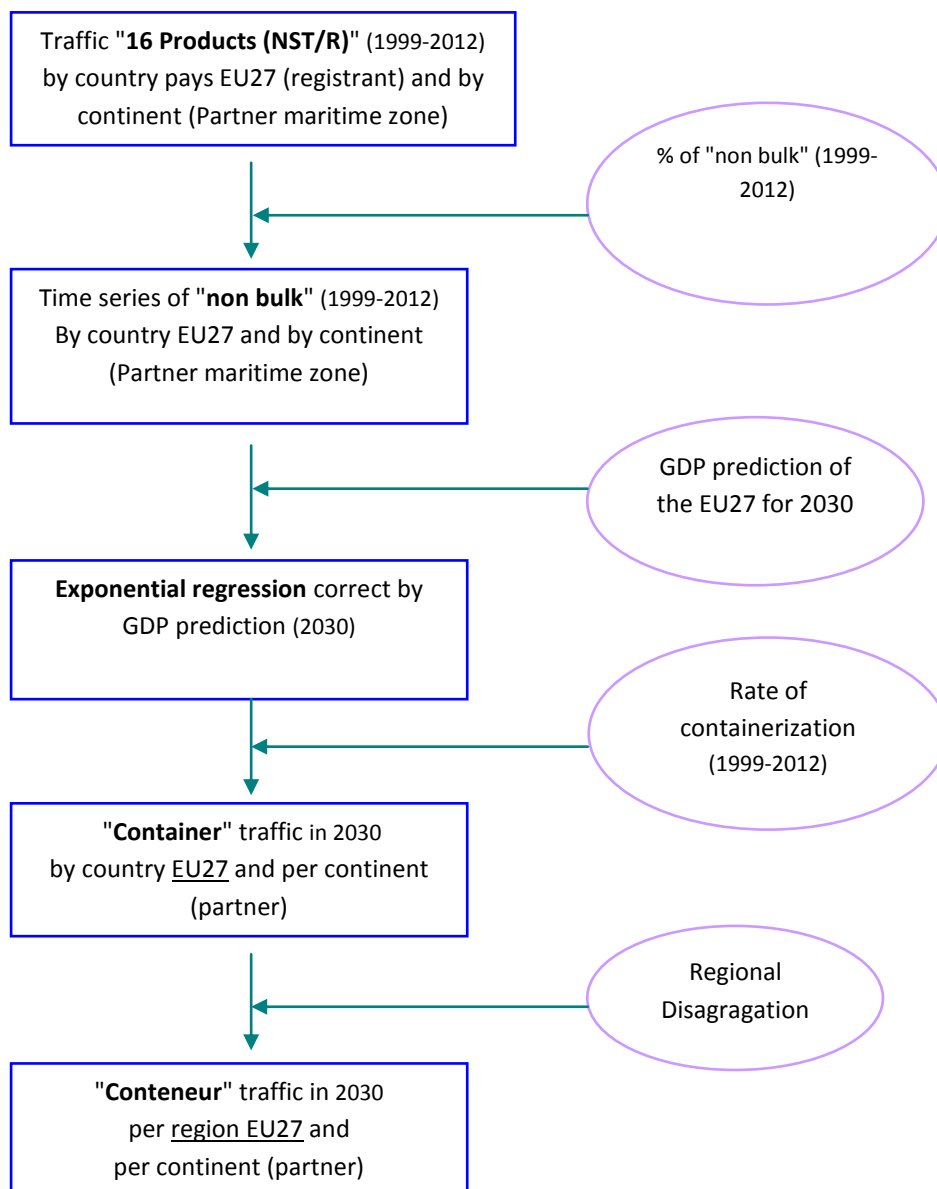 Traffic "16 Products (NST/R)" (1999-2012)
by country pays EU27 (registrant) and by
continent (Partner maritime zone)
% of "non bulk" (1999-
2012)
Time series of "non bulk" (1999-2012)
By country EU27 and by continent
(Partner maritime zone)
GDP prediction of
the EU27 for 2030
Exponential regression correct by
GDP prediction (2030)
Rate of
containerization
(1999-2012)
"Container" traffic in 2030
by country EU27 and per continent
(partner)
Regional
Disagragation
"Conteneur" traffic in 2030
per region EU27 and
per continent (partner)